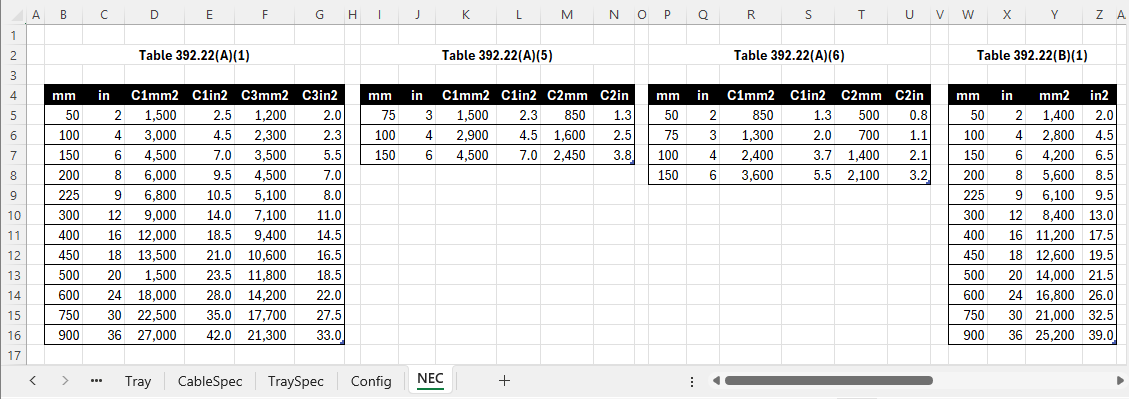 A B C D E F G H I J K L M N O P Q R S T U V W X Y Z A
1
2 Table 392.22(A)(1) Table 392.22(A)(5) Table 392.22(A)(6) Table 392.22(B)(1)
3
4 mm in C1mm2 C1in2 C3mm2 C3in2 mm in C1mm2 C1in2 C2mm C2in mm in C1mm2 C1in2 C2mm C2in mm in mm2 in2
5 50 2 1,500 2.5 1,200 2.0 75 3 1,500 2.3 850 1.3 50 2 850 1.3 500 0.8 50 2 1,400 2.0
6 100 4 3,000 4.5 2,300 2.3 100 4 2,900 4.5 1,600 2.5 75 3 1,300 2.0 700 1.1 100 4 2,800 4.5
7 150 6 4,500 7.0 3,500 5.5 150 6 4,500 7.0 2,450 3.8 100 4 2,400 3.7 1,400 2.1 150 6 4,200 6.5
8 200 8 6,000 9.5 4,500 7.0 150 6 3,600 5.5 2,100 3.2 200 8 5,600 8.5
9 225 9 6,800 10.5 5,100 8.0 225 9 6,100 9.5
10 300 12 9,000 14.0 7,100 11.0 300 12 8,400 13.0
11 400 16 12,000 18.5 9,400 14.5 400 16 11,200 17.5
12 450 18 13,500 21.0 10,600 16.5 450 18 12,600 19.5
13 500 20 1,500 23.5 11,800 18.5 500 20 14,000 21.5
14 600 24 18,000 28.0 14,200 22.0 600 24 16,800 26.0
15 750 30 22,500 35.0 17,700 27.5 750 30 21,000 32.5
16 900 36 27,000 42.0 21,300 33.0 900 36 25,200 39.0
17
Tray CableSpec TraySpec Config NEC